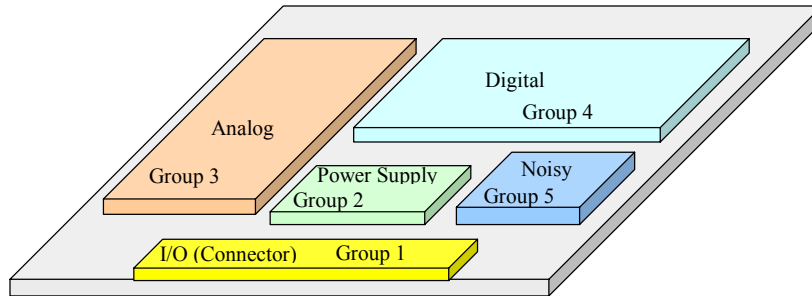 Digital
Group 4
Analog
Group 3
Power Supply
Group 2
Noisy
Group 5
I/O (Connector) Group 1